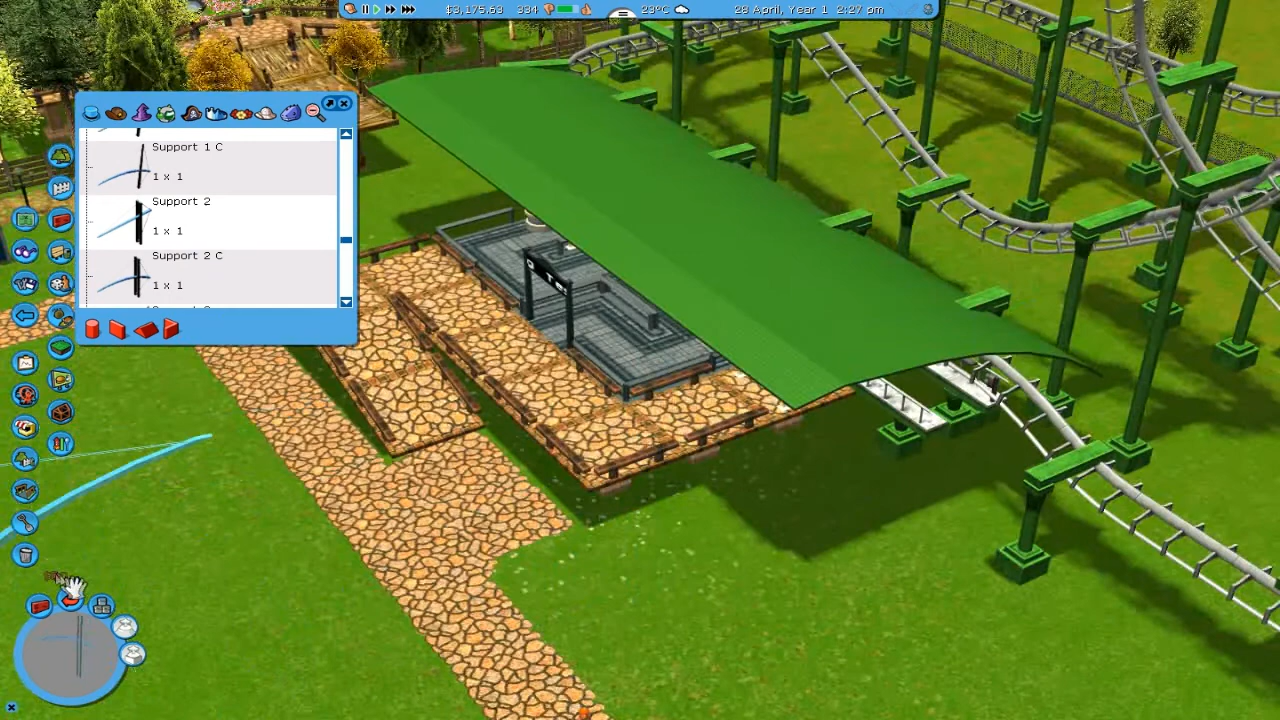 $3,175.63 334 23°C 28 April, Year 1 2:27 pm
Support 1 C
1 x 1
Support 2
1 x 1
Support 2 C
1 x 1